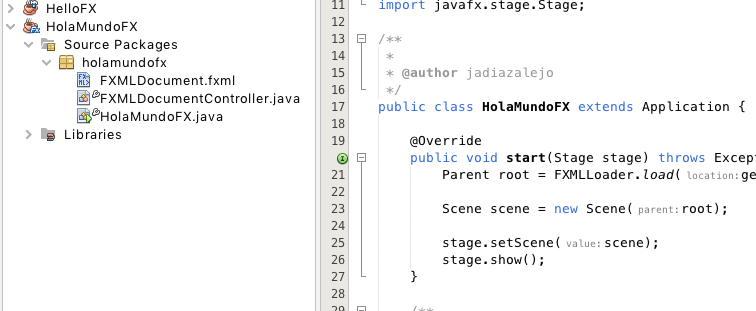 HelloFX
HolaMundoFX
Source Packages
holamundofx
FXMLDocument.fxml
FXMLDocumentController.java
HolaMundoFX.java
Libraries
11 import javafx.stage.Stage;
12
13 /**
14 *
15 * @author jadiazalejo
16 */
17 public class HolaMundoFX extends Application {
18
19 @Override
public void start(Stage stage) throws Excep
21 Parent root = FXMLLoader.load( location: ge
22
23 Scene scene = new Scene( parent: root);
24
25 stage.setScene( value: scene);
26 stage.show();
27 }
28
29 /**